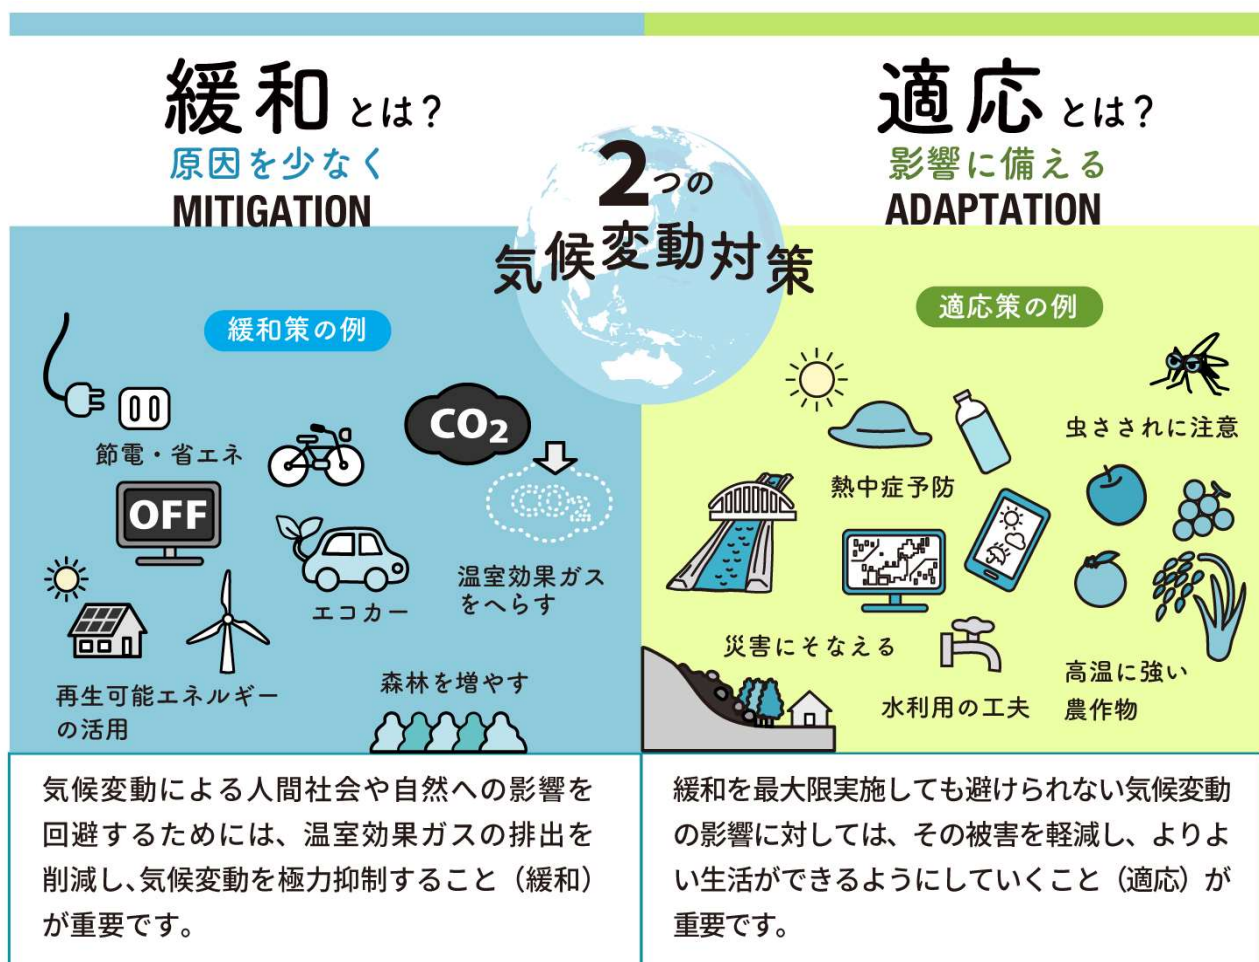 緩和とは？
原因を少なく
MITIGATION
2つの
気候変動対策
適応とは？
影響に備える
ADAPTATION
緩和策の例
節電・省エネ
OFF
CO₂
CO₂
温室効果ガス
をへらす
エコカー
再生可能エネルギー
の活用
森林を増やす
気候変動による人間社会や自然への影響を
回避するためには、温室効果ガスの排出を
削減し、気候変動を極力抑制すること（緩和）
が重要です。
適応策の例
虫さされに注意
熱中症予防
災害にそなえる
水利用の工夫
高温に強い
農作物
緩和を最大限実施しても避けられない気候変動
の影響に対しては、その被害を軽減し、よりよ
い生活ができるようにしていくこと（適応）が
重要です。